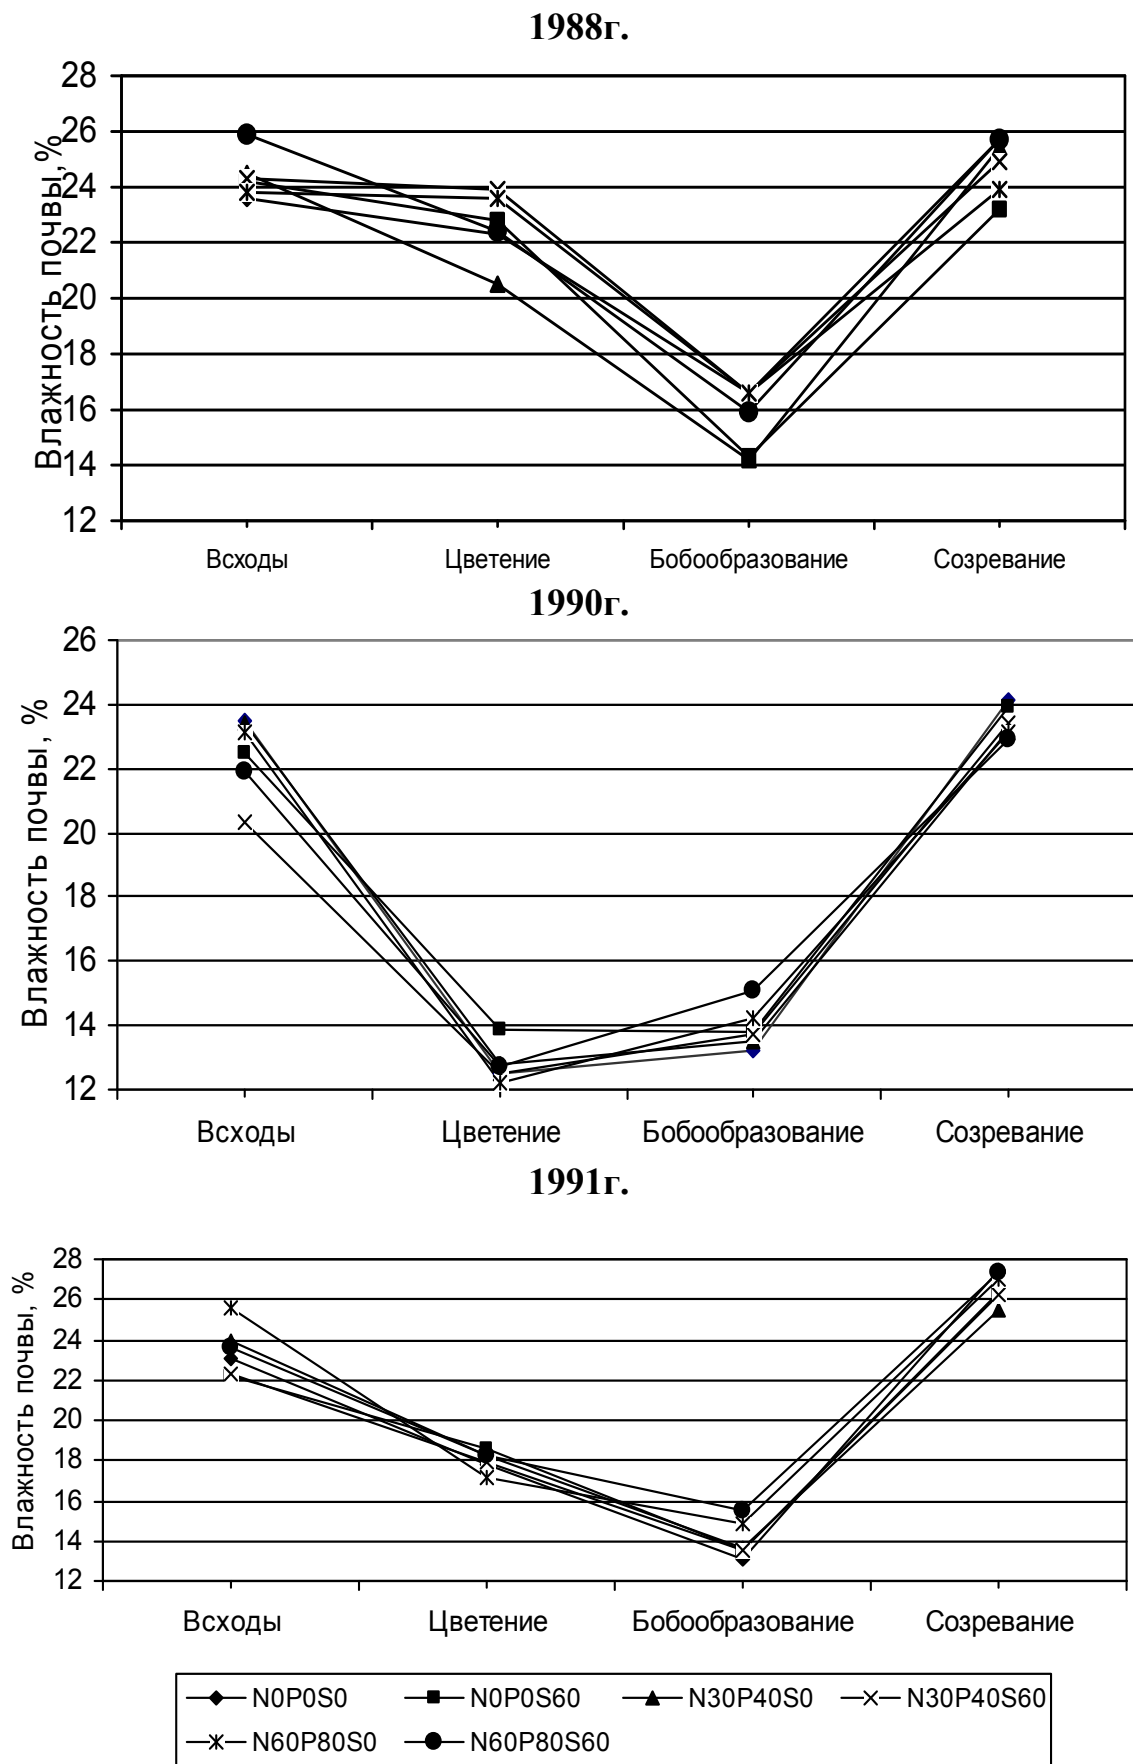 1988г.
Влажность почвы,%
28
26
24
22
20
18
16
14
12
Всходы Цветение Бобообразование Созревание
1990г.
Влажность почвы, %
26
24
22
20
18
16
14
12
Всходы Цветение Бобообразование Созревание
1991г.
Влажность почвы, %
28
26
24
22
20
18
16
14
12
Всходы Цветение Бобообразование Созревание
N0P0S0 N0P0S60 N30P40S0 N30P40S60
N60P80S0 N60P80S60